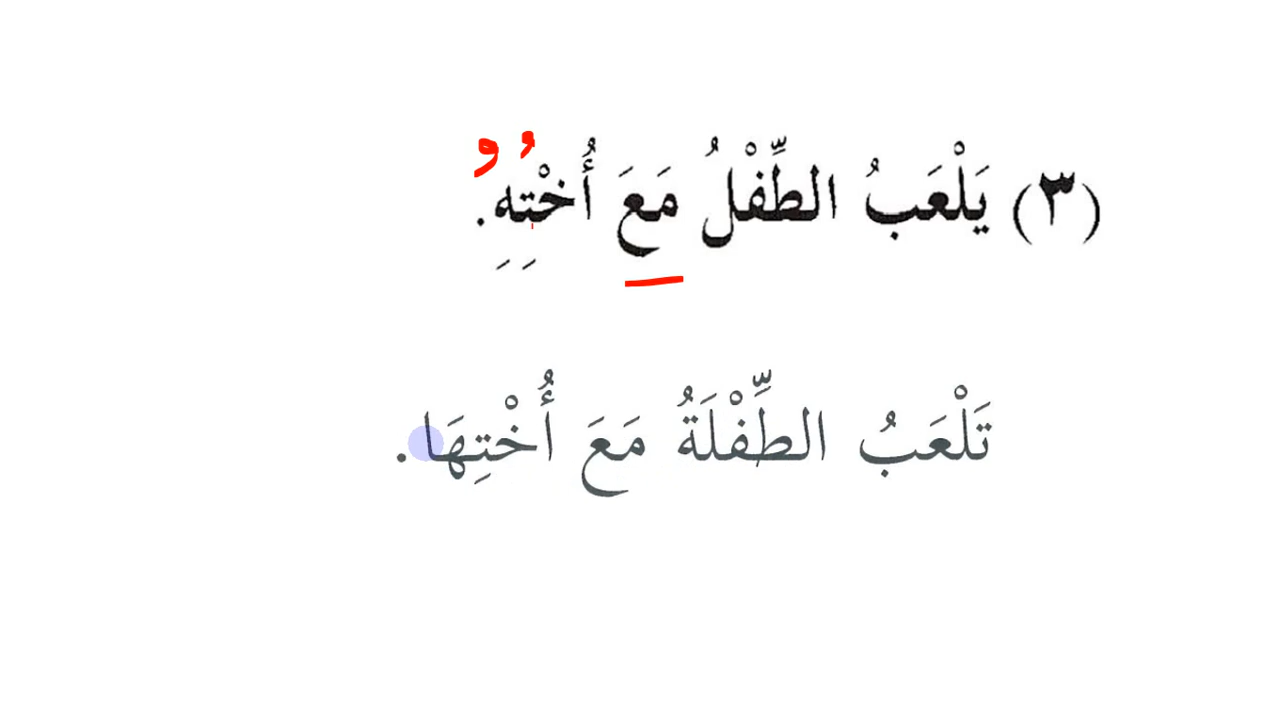 (٣) يَلْعَبُ الطِّفْلُ مَعَ أُخْتِهِ.
تَلْعَبُ الطِّفْلَةُ مَعَ أُخْتِهَا.